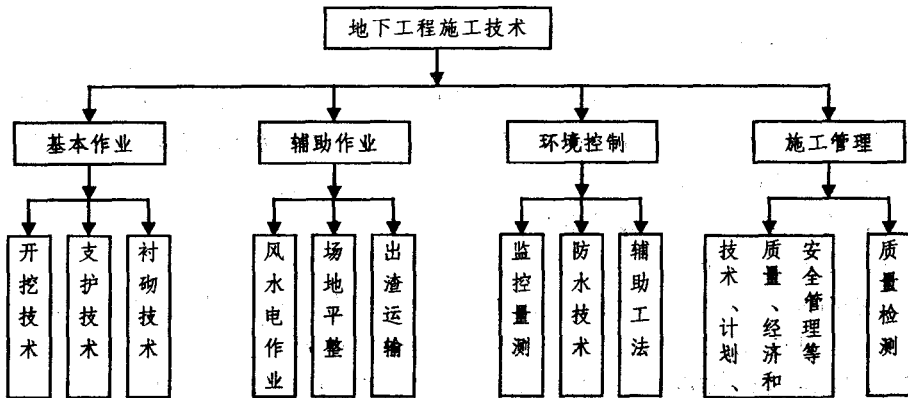 地下工程施工技术
基本作业
辅助作业
环境控制
施工管理
开挖技术
支护技术
衬砌技术
风水电作业
场地平整
出渣运输
监控量测
防水技术
辅助工法
技术、计划、
质量、经济和
安全管理等
质量检测